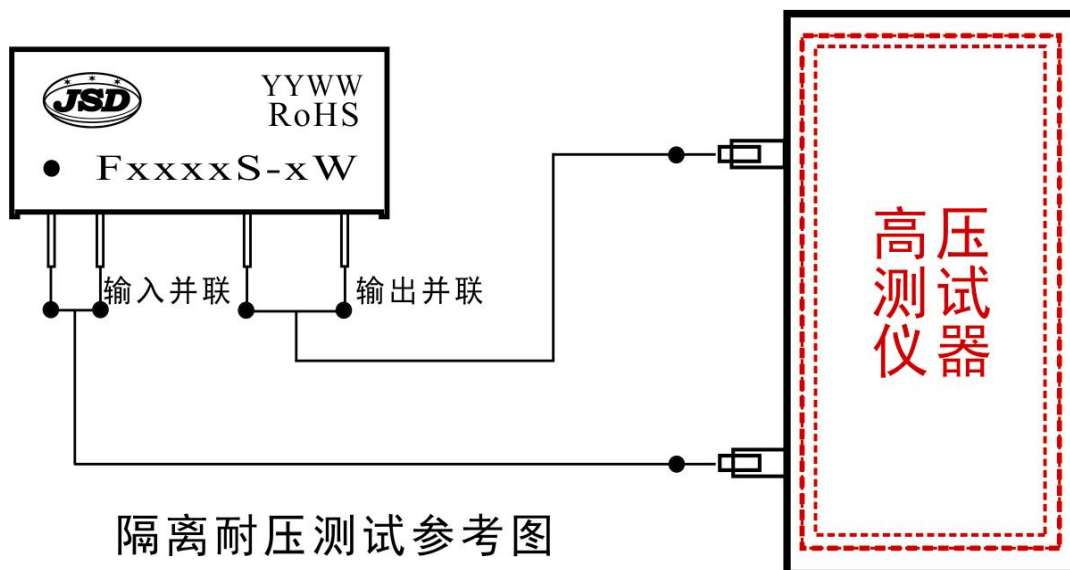 JSD
YYWW
RoHS
FxxxxS-xW
输入并联
输出并联
高压
测试
仪器
隔离耐压测试参考图